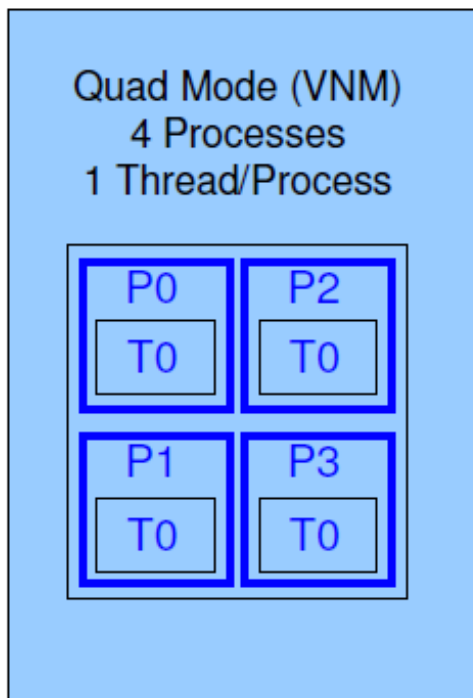 Quad Mode (VNM)
4 Processes
1 Thread/Process
P0
P2
T0
T0
P1
P3
T0
T0